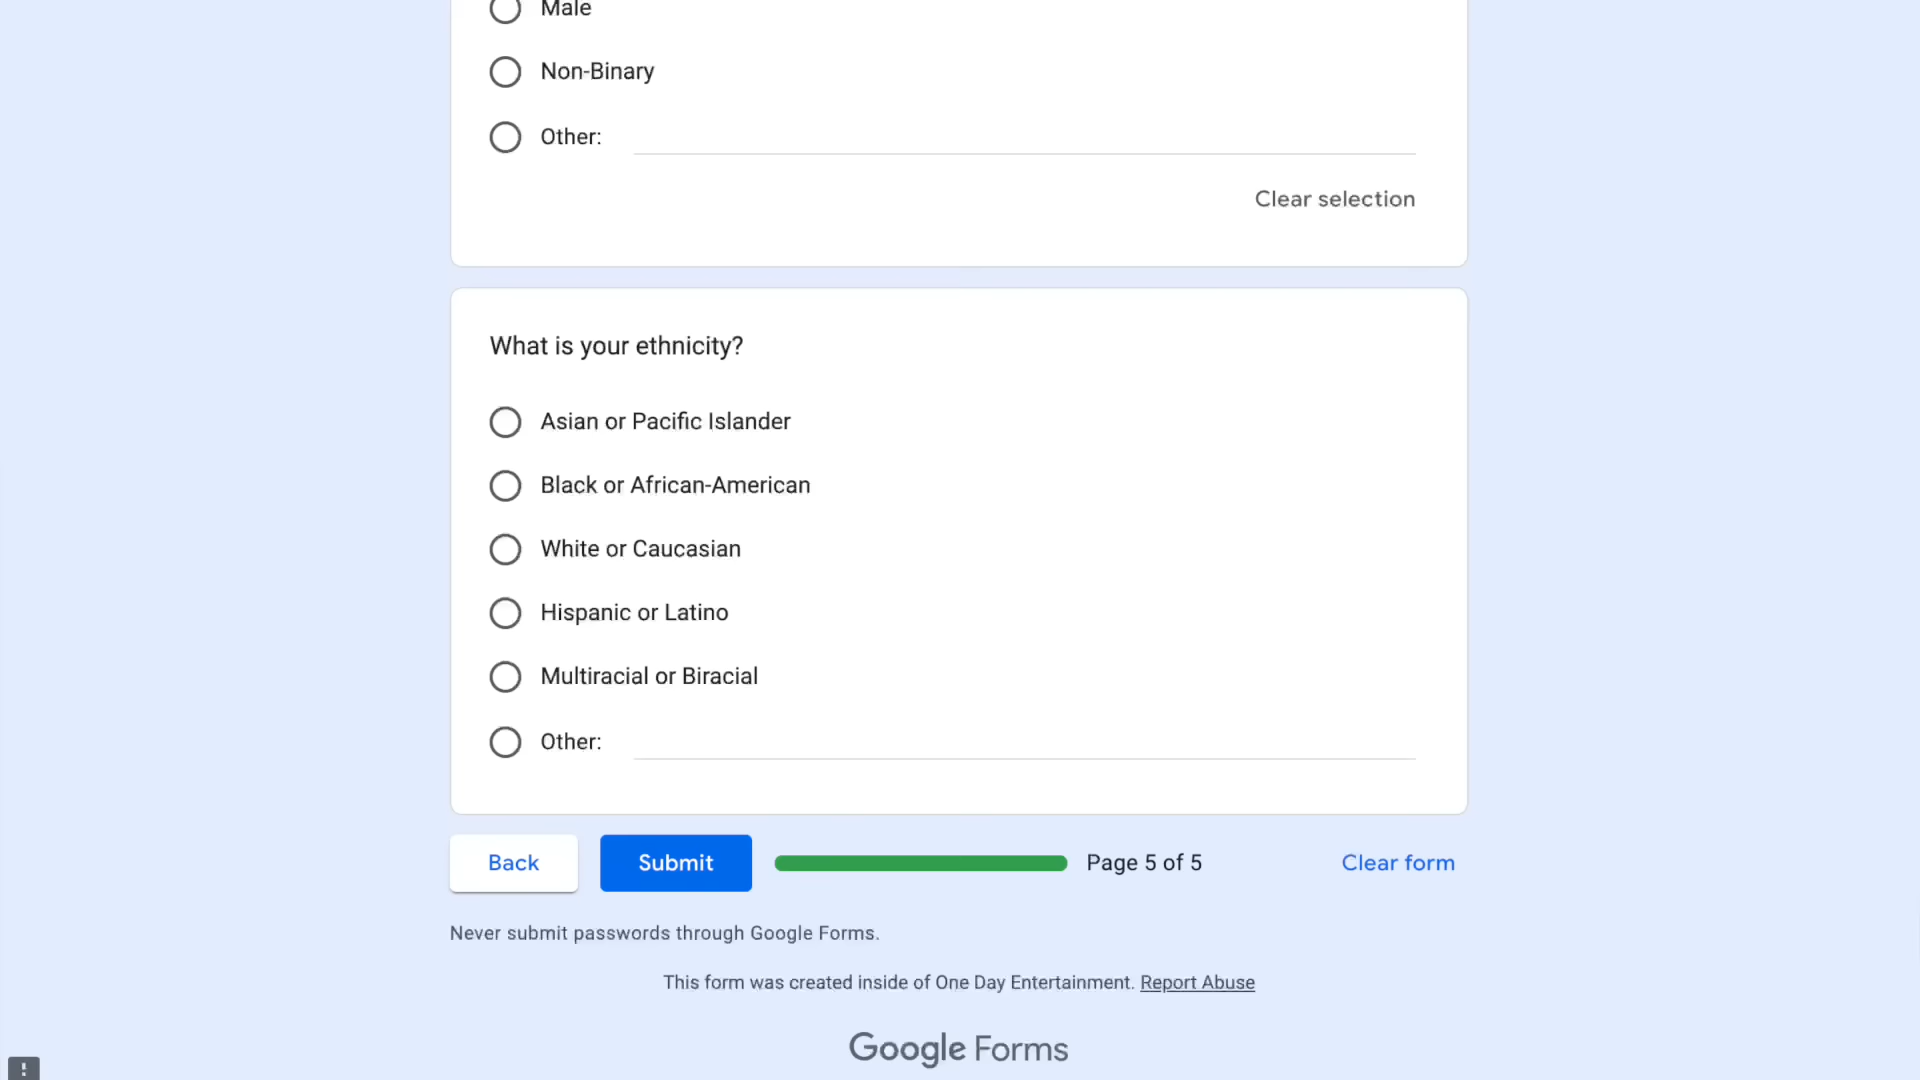 Male
Non-Binary
Other:
Clear selection
What is your ethnicity?
Asian or Pacific Islander
Black or African-American
White or Caucasian
Hispanic or Latino
Multiracial or Biracial
Other:
Back Submit Page 5 of 5 Clear form
Never submit passwords through Google Forms.
This form was created inside of One Day Entertainment. Report Abuse
Google Forms
!